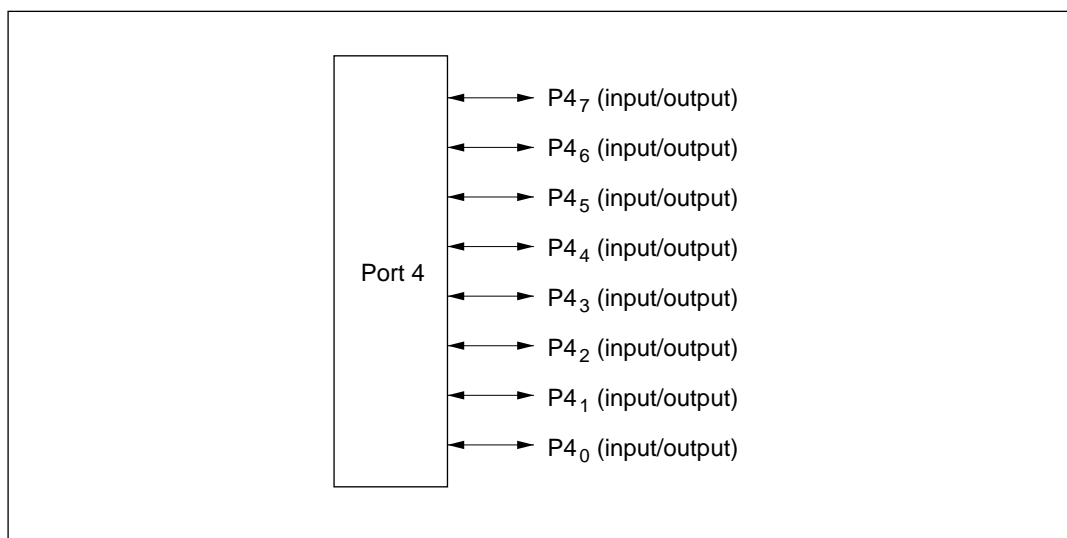 P4₇ (input/output)
P4₆ (input/output)
P4₅ (input/output)
P4₄ (input/output)
Port 4
P4₃ (input/output)
P4₂ (input/output)
P4₁ (input/output)
P4₀ (input/output)